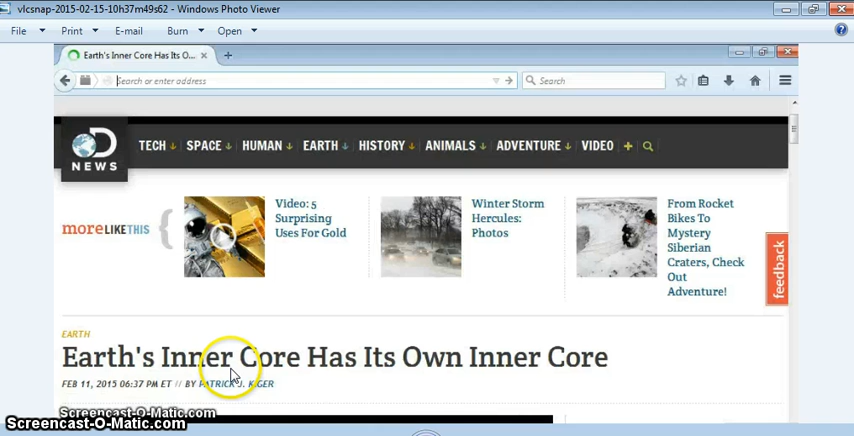 vlcsnap-2015-02-15-10h37m49s62 - Windows Photo Viewer
File Print E-mail Burn Open
Earth's Inner Core Has Its O...
Search or enter address
Search
D NEWS
TECH SPACE HUMAN EARTH HISTORY ANIMALS ADVENTURE VIDEO
moreLIKETHIS
Video: 5
Surprising
Uses For Gold
Winter Storm
Hercules:
Photos
From Rocket
Bikes To
Mystery
Siberian
Craters, Check
Out
Adventure!
feedback
EARTH
Earth's Inner Core Has Its Own Inner Core
FEB 11, 2015 06:37 PM ET // BY PATRICK J. KIGER
Screencast-O-Matic.com
Screencast-O-Matic.com